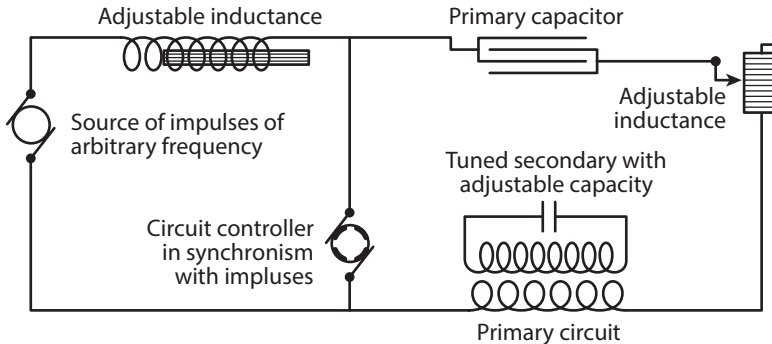 Adjustable inductance
Primary capacitor
Source of impulses of
arbitrary frequency
Adjustable
inductance
Tuned secondary with
adjustable capacity
Circuit controller
in synchronism
with impluses
Primary circuit